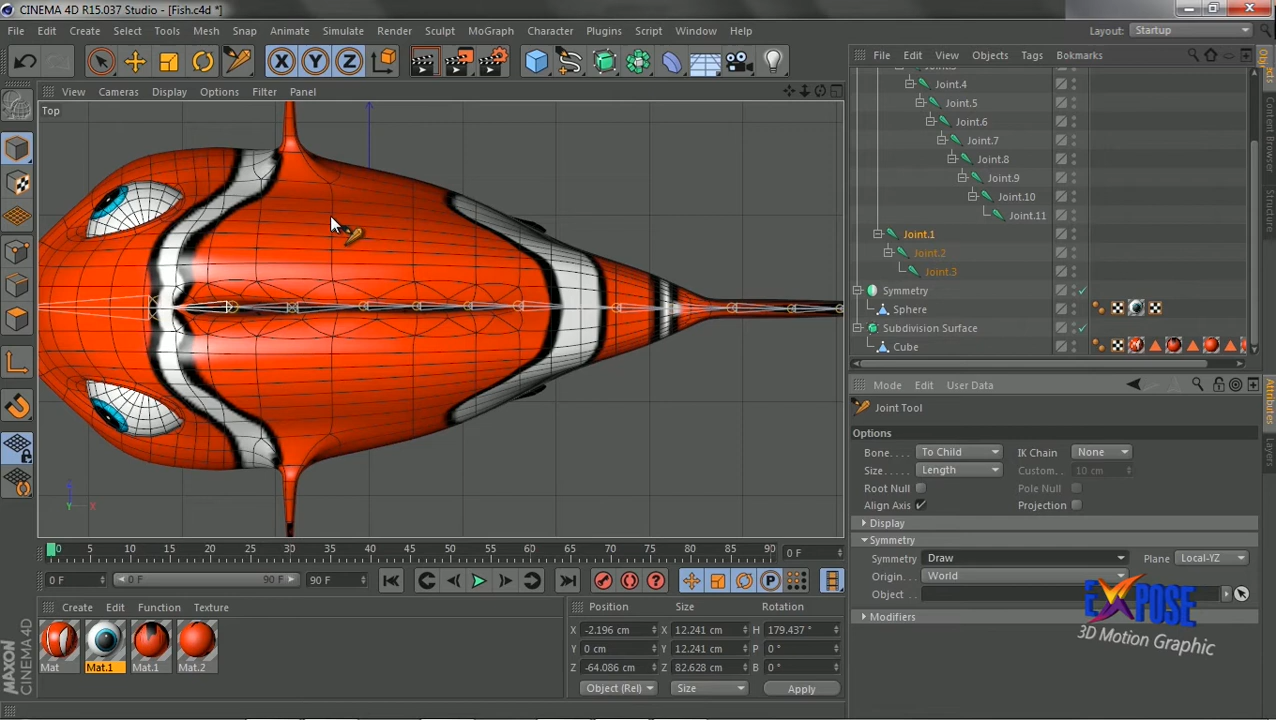 CINEMA 4D R15.037 Studio - [Fish.c4d *]
File Edit Create Select Tools Mesh Snap Animate Simulate Render Sculpt MoGraph Character Plugins Script Window Help
Layout: Startup
File Edit View Objects Tags Bokmarks
View Cameras Display Options Filter Panel
Top
Joint.4
Joint.5
Joint.6
Joint.7
Joint.8
Joint.9
Joint.10
Joint.11
Joint.1
Joint.2
Joint.3
Symmetry
Sphere
Subdivision Surface
Cube
Objects
Content Browser
Attributes
Layers
Mode Edit User Data
Joint Tool
Options
Bone. To Child IK Chain None
Size. Length Custom. 10 cm
Root Null Pole Null
Align Axis Projection
Display
Symmetry
Symmetry Draw Plane Local-YZ
Origin. World
Object
Modifiers
Y Z X
0 5 10 15 20 25 30 35 40 45 50 55 60 65 70 75 80 85 90 0 F
0 F 0 F 90 F 90 F
Create Edit Function Texture
Mat Mat.1 Mat.1 Mat.2
Position Size Rotation
X -2.196 cm X 12.241 cm H 179.437 °
Y 0 cm Y 12.241 cm P 0 °
Z -64.086 cm Z 82.628 cm B 0 °
Object (Rel) Size Apply
MAXON
CINEMA 4D
EXPOSE
3D Motion Graphic